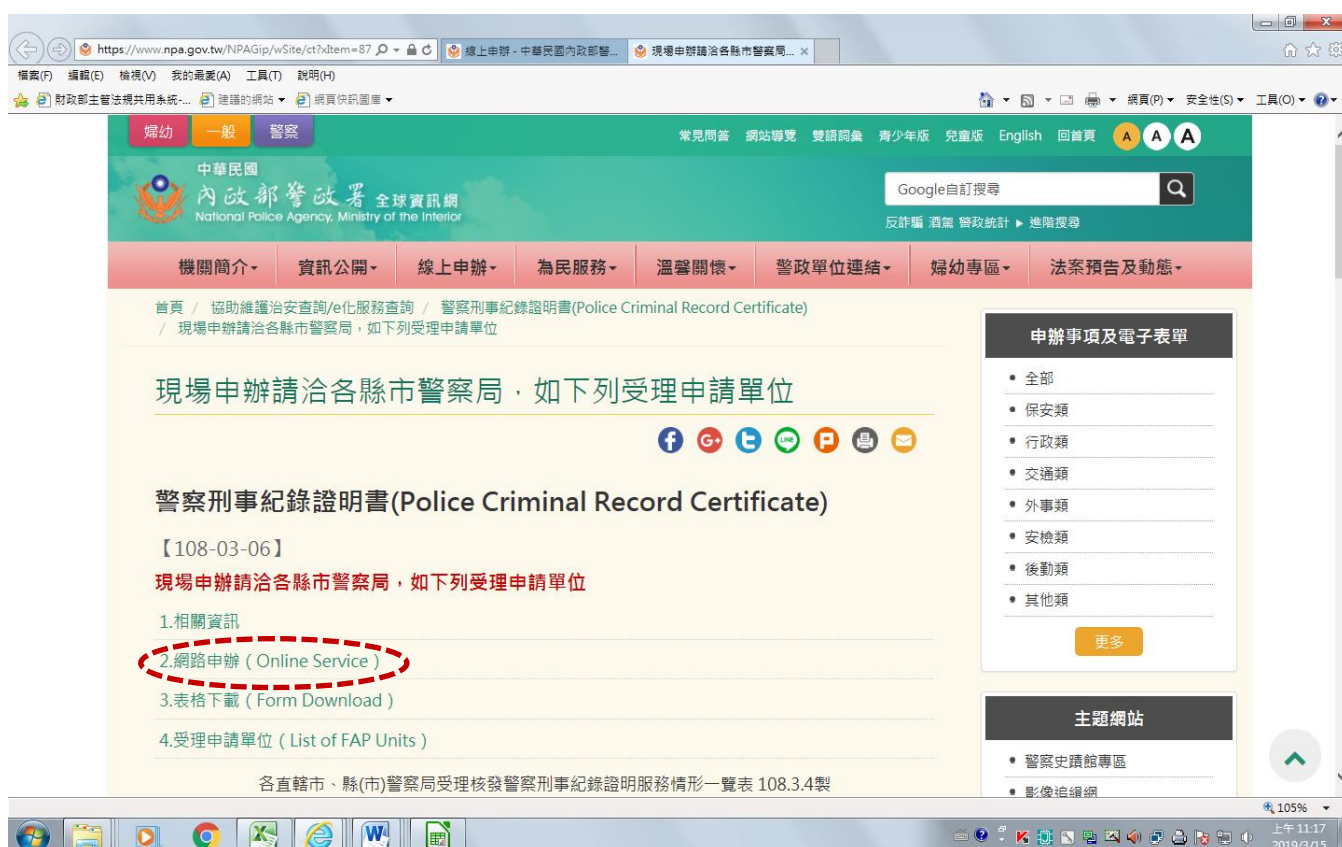 https://www.npa.gov.tw/NPAGip/wSite/ct?xItem=87
線上申辦 - 中華民國內政部警...
現場申辦請洽各縣市警察局...
檔案(F) 編輯(E) 檢視(V) 我的最愛(A) 工具(T) 說明(H)
財政部主管法規共用系統-... 建議的網站 網頁快訊圖庫
網頁(P) 安全性(S) 工具(O)
婦幼 一般 警察
常見問答 網站導覽 雙語詞彙 青少年版 兒童版 English 回首頁 A A A
中華民國
內政部警政署 全球資訊網
National Police Agency, Ministry of the Interior
Google自訂搜尋
反詐騙 酒駕 警政統計 ▶ 進階搜尋
機關簡介 資訊公開 線上申辦 為民服務 溫馨關懷 警政單位連結 婦幼專區 法案預告及動態
首頁 / 協助維護治安查詢/e化服務查詢 / 警察刑事紀錄證明書(Police Criminal Record Certificate)
/ 現場申辦請洽各縣市警察局，如下列受理申請單位
現場申辦請洽各縣市警察局，如下列受理申請單位
LINE
警察刑事紀錄證明書(Police Criminal Record Certificate)
【108-03-06】
現場申辦請洽各縣市警察局，如下列受理申請單位
1.相關資訊
2.網路申辦 ( Online Service )
3.表格下載 ( Form Download )
4.受理申請單位 ( List of FAP Units )
各直轄市、縣(市)警察局受理核發警察刑事紀錄證明服務情形一覽表 108.3.4製
申辦事項及電子表單
全部
保安類
行政類
交通類
外事類
安檢類
後勤類
其他類
更多
主題網站
警察史蹟館專區
影像追緝網
105%
上午 11:17
2019/3/15